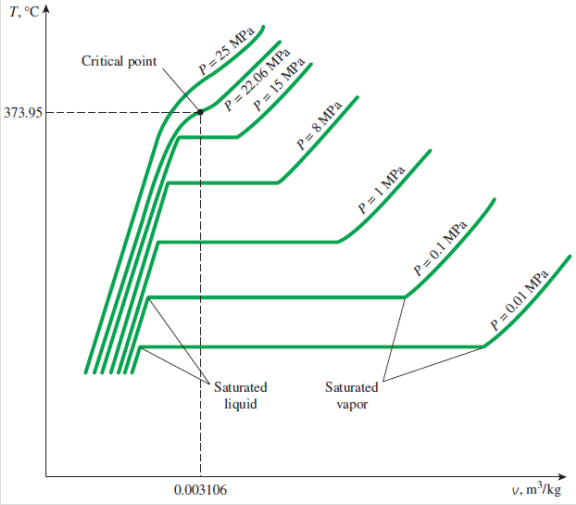 T, °C
Critical point
P = 25 MPa
P = 22.06 MPa
P = 15 MPa
373.95
P = 8 MPa
P = 1 MPa
P = 0.1 MPa
P = 0.01 MPa
Saturated
liquid
Saturated
vapor
0.003106
ν, m³/kg